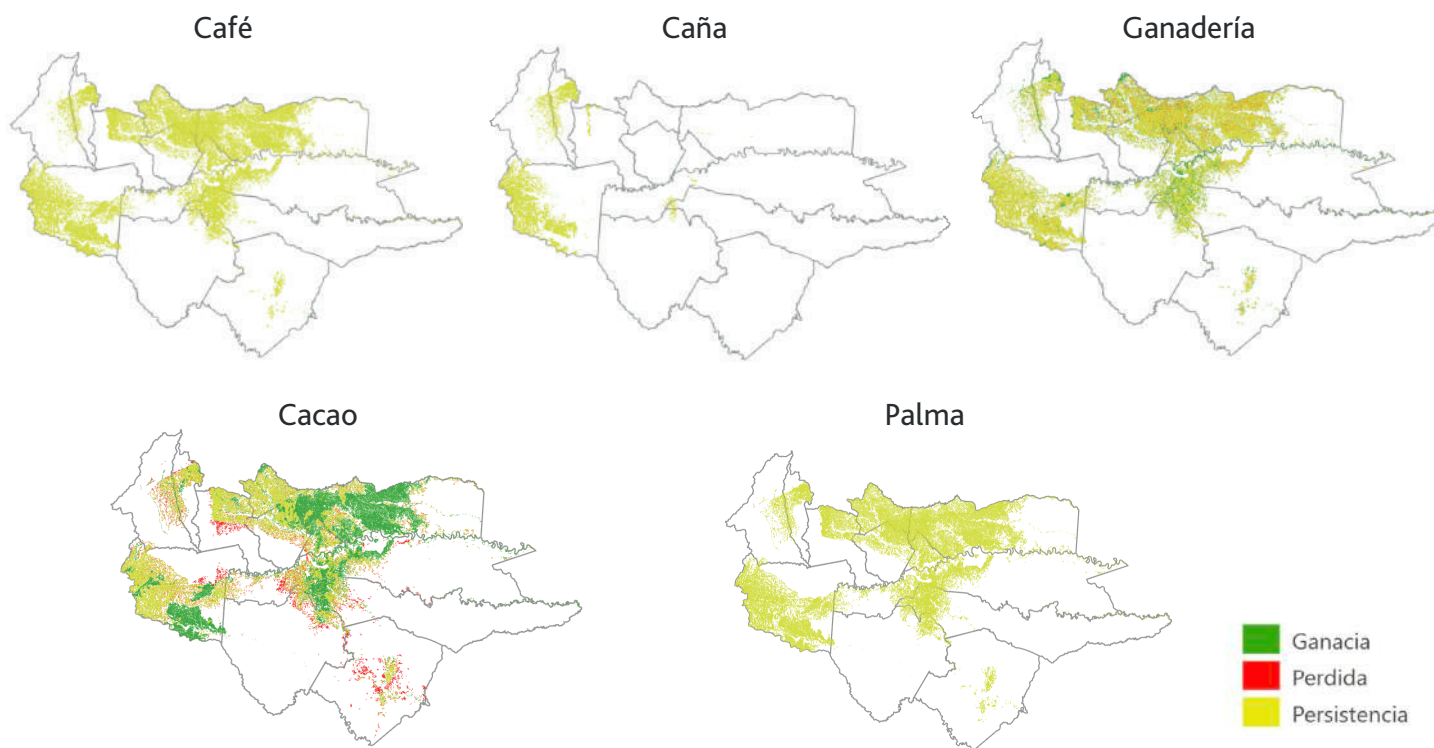 Café
Caña
Ganadería
Cacao
Palma
Ganacia
Perdida
Persistencia